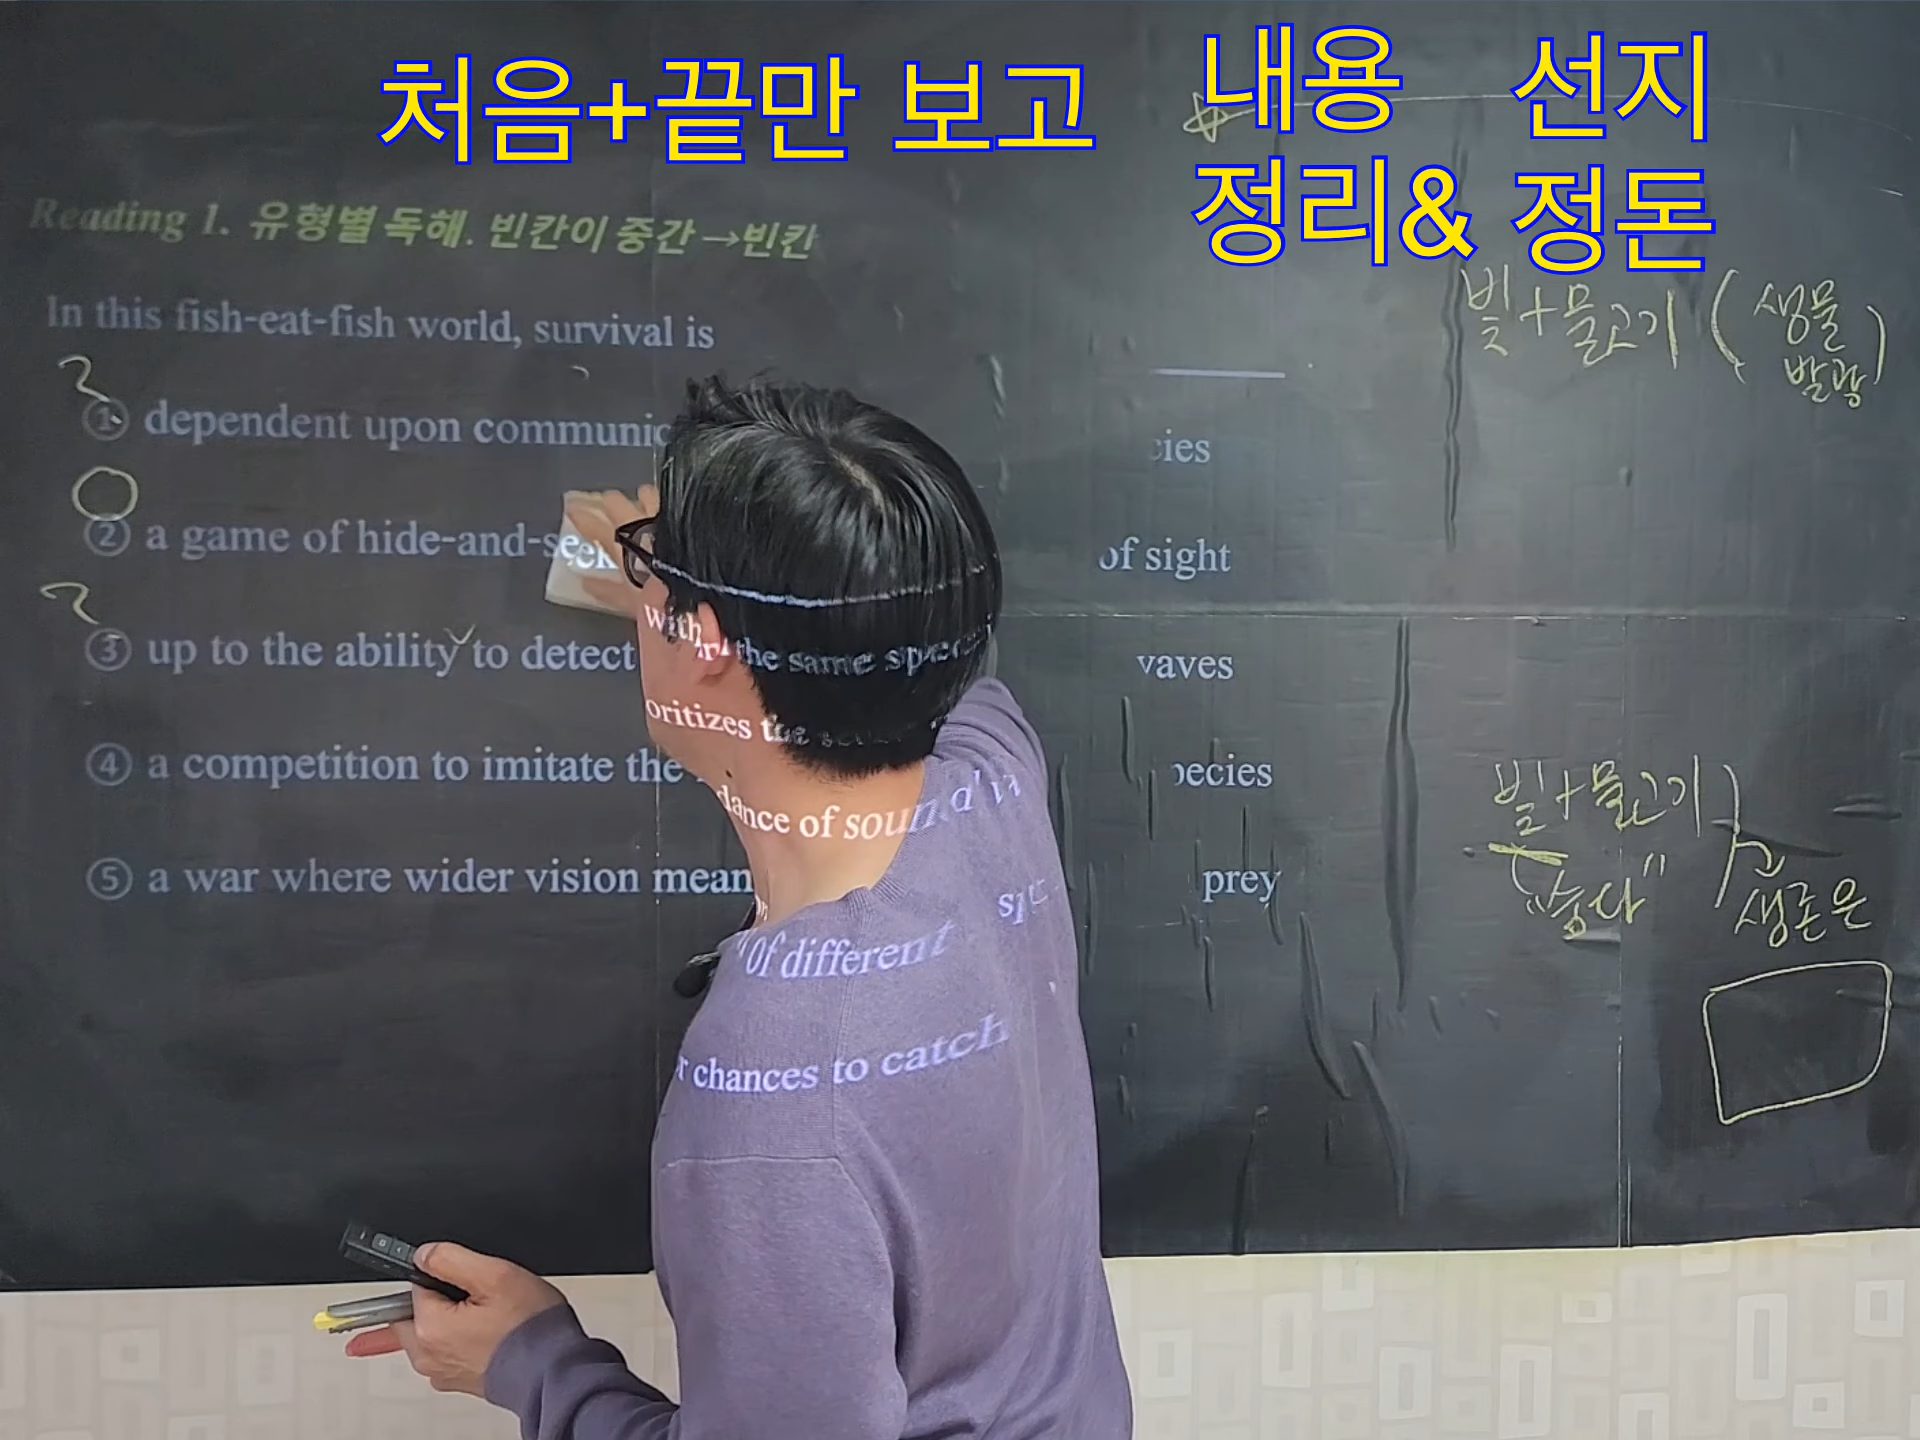 처음+끝만 보고
내용 선지
정리& 정돈
Reading 1. 유형별 독해. 빈칸이 중간→빈칸
In this fish-eat-fish world, survival is
① dependent upon communic within the same species
② a game of hide-and-seek oritizes the of sight
③ up to the ability to detect dance of sound waves
④ a competition to imitate the of different species
⑤ a war where wider vision mean r chances to catch prey
빛+물고기 (생물
발광)
빛+물고기
"숨다"
생존은